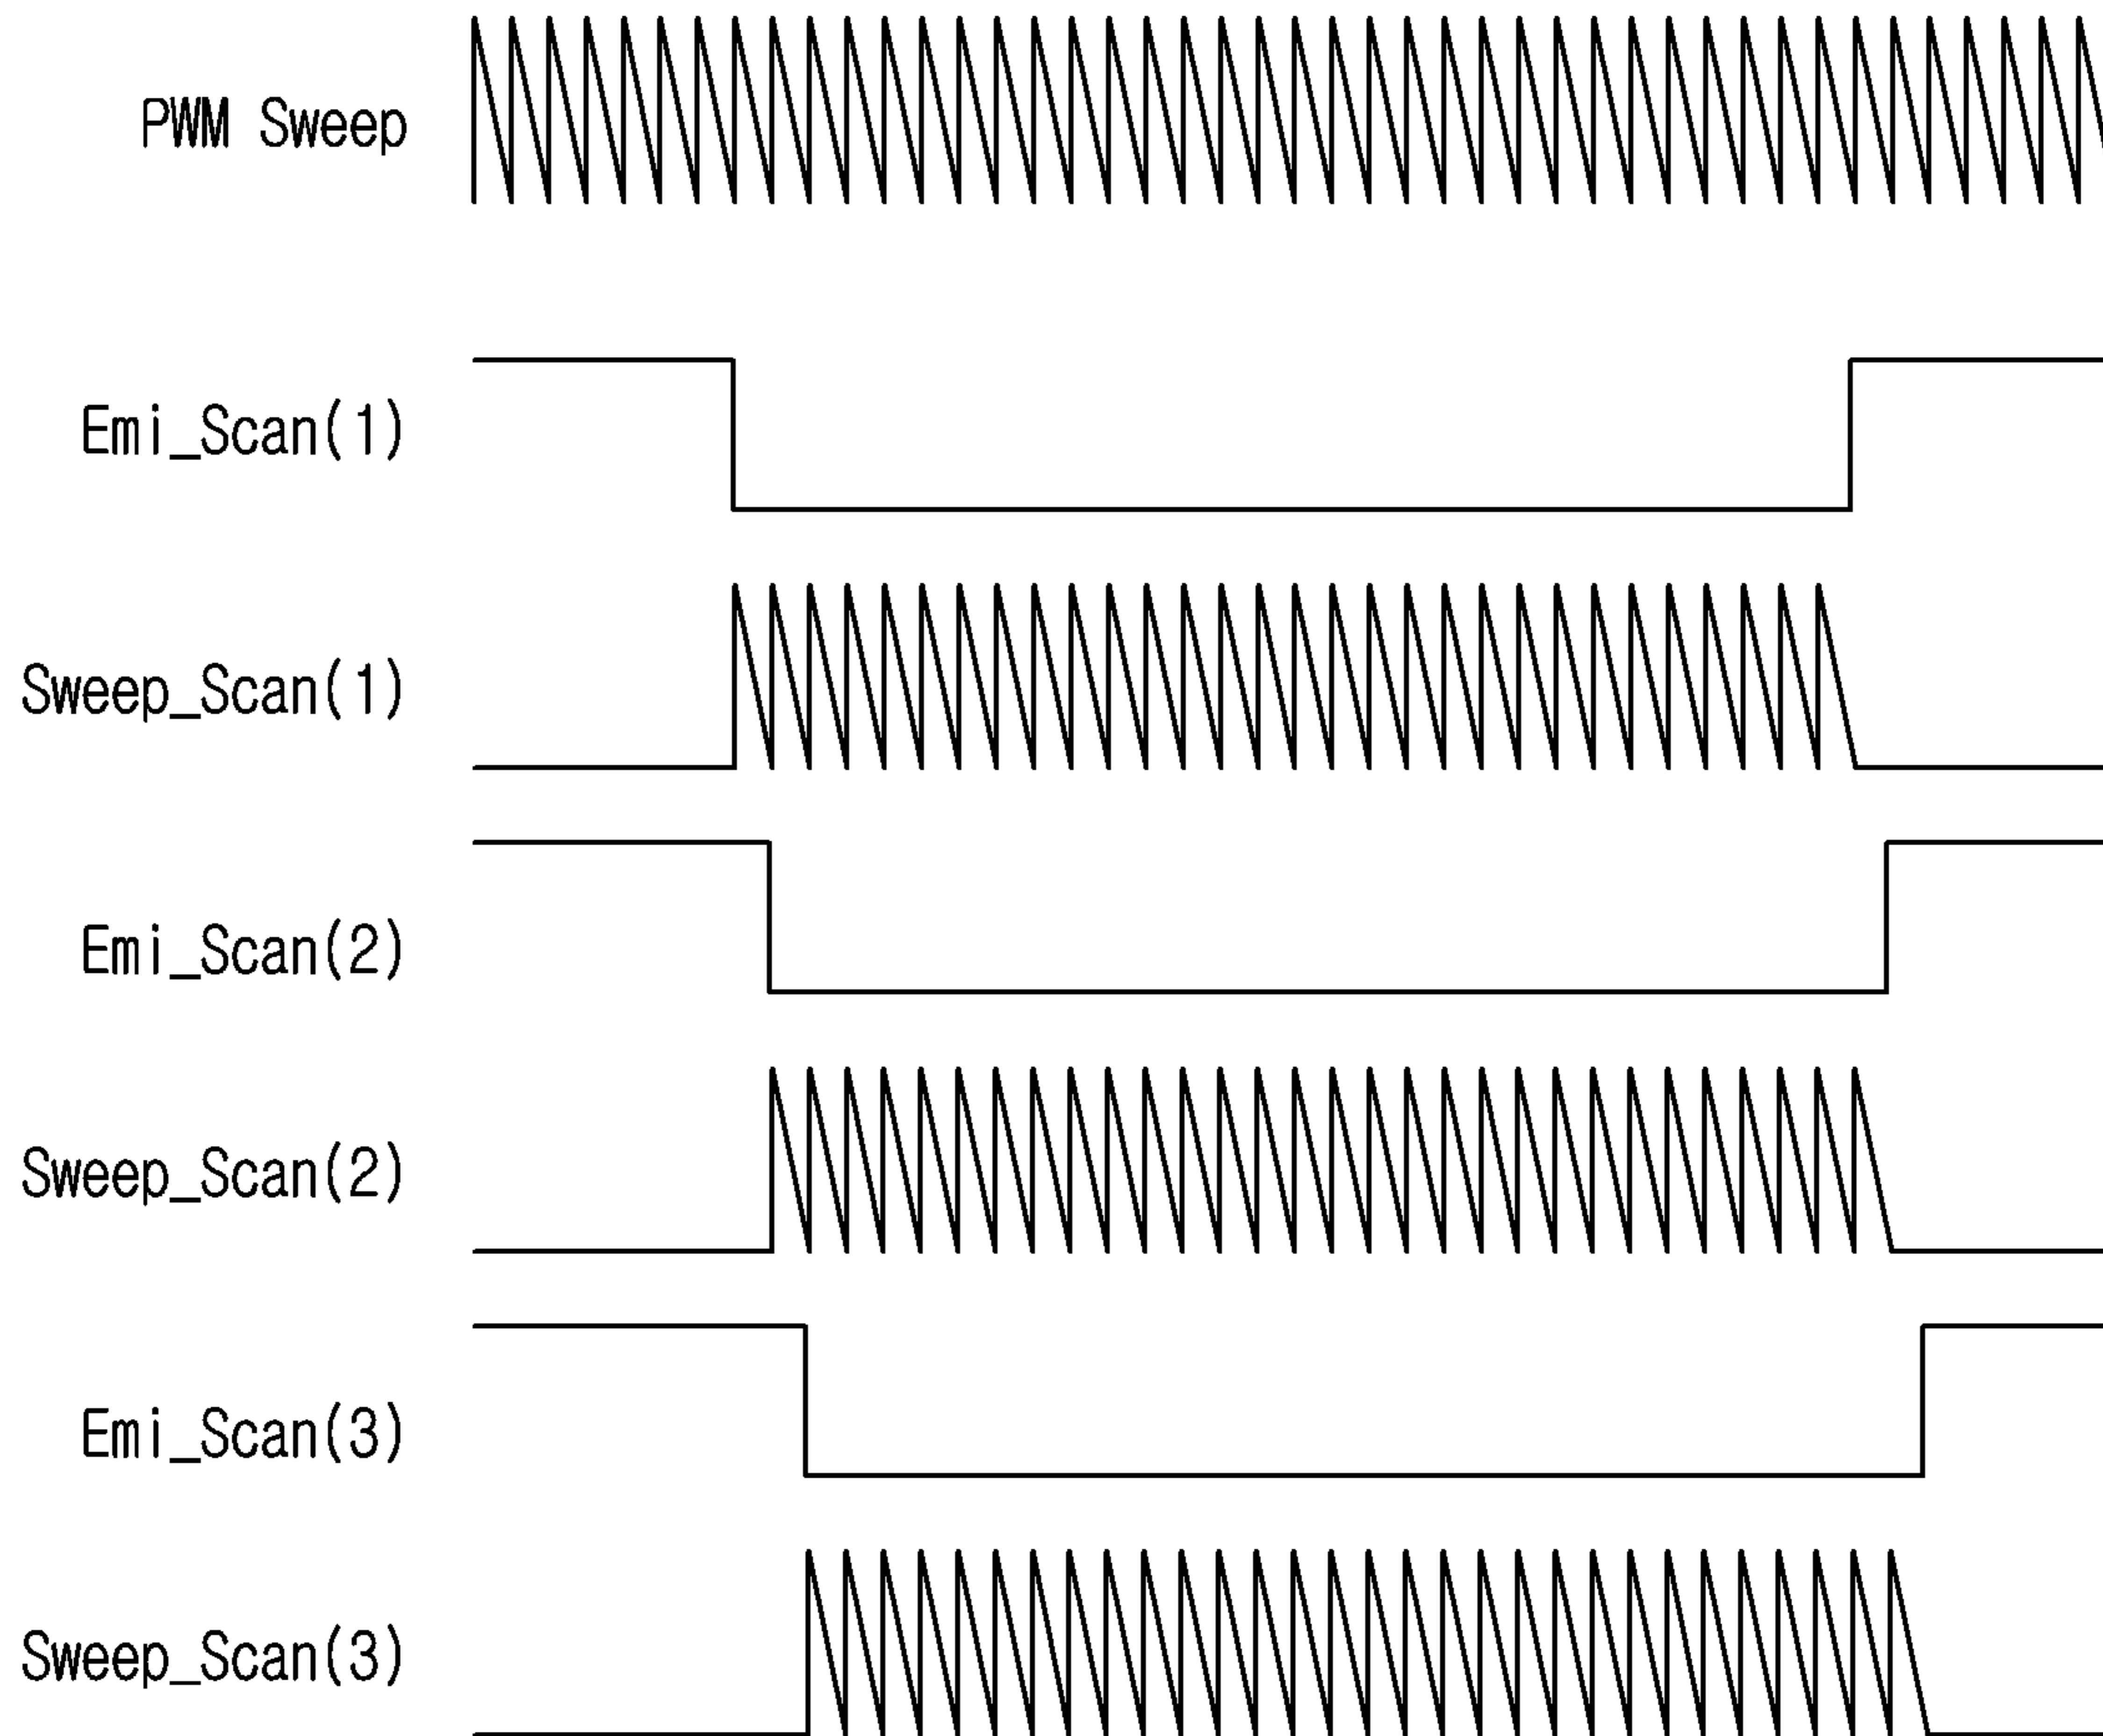 PWM Sweep
Emi_Scan(1)
Sweep_Scan(1)
Emi_Scan(2)
Sweep_Scan(2)
Emi_Scan(3)
Sweep_Scan(3)